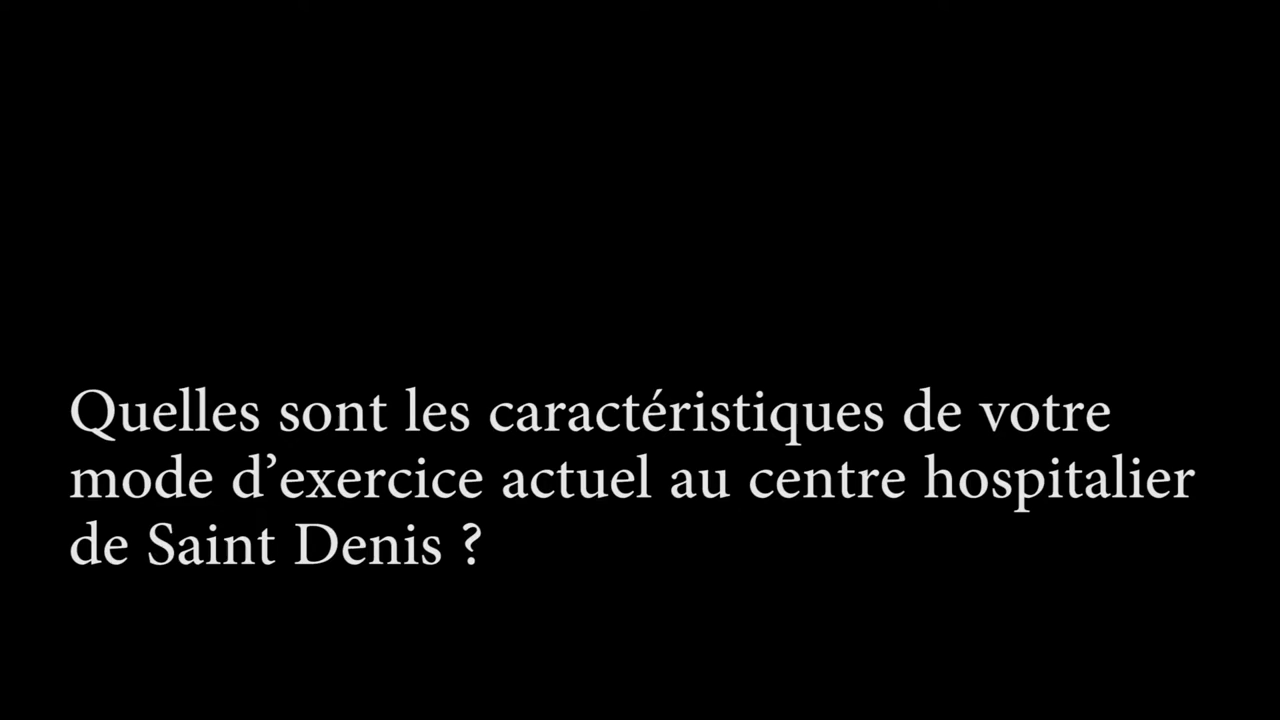 Quelles sont les caractéristiques de votre
mode d’exercice actuel au centre hospitalier
de Saint Denis ?